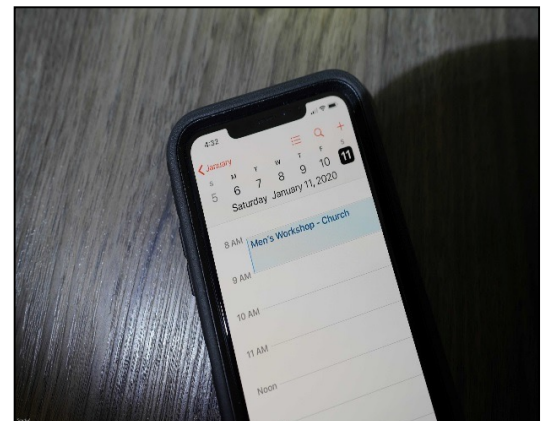 4:32
January
S M T W T F S
5 6 7 8 9 10 11
Saturday January 11, 2020
8 AM Men's Workshop - Church
9 AM
10 AM
11 AM
Noon